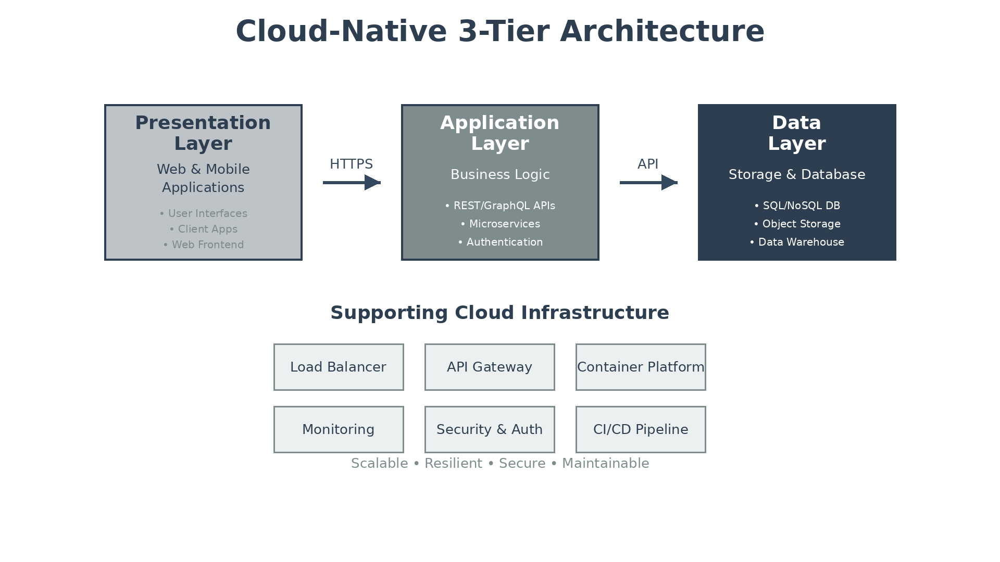 Cloud-Native 3-Tier Architecture
Presentation
Layer
Web & Mobile
Applications
• User Interfaces
• Client Apps
• Web Frontend
HTTPS
Application
Layer
Business Logic
• REST/GraphQL APIs
• Microservices
• Authentication
API
Data
Layer
Storage & Database
• SQL/NoSQL DB
• Object Storage
• Data Warehouse
Supporting Cloud Infrastructure
Load Balancer
API Gateway
Container Platform
Monitoring
Security & Auth
CI/CD Pipeline
Scalable • Resilient • Secure • Maintainable